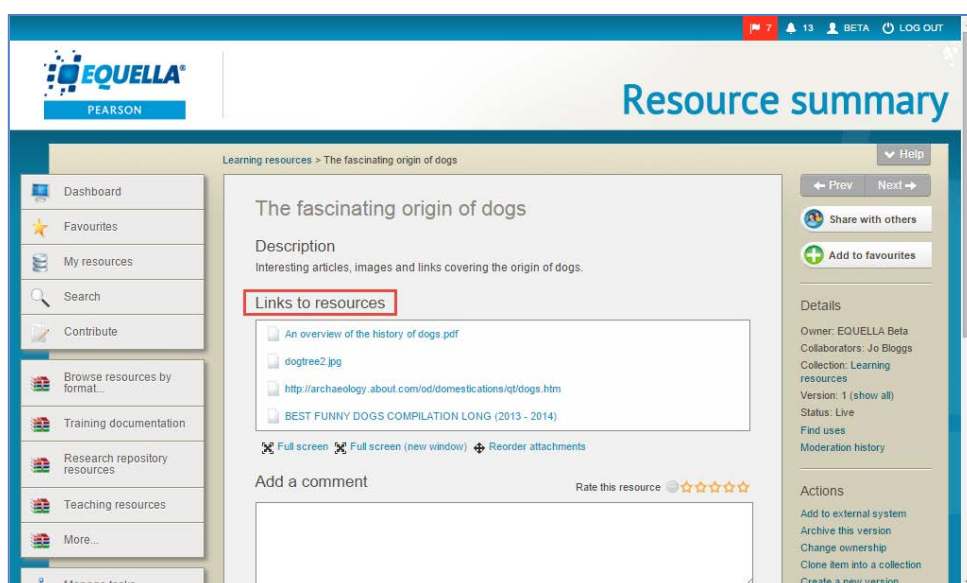 7 13 BETA LOG OUT
EQUELLA®
PEARSON
Resource summary
Learning resources > The fascinating origin of dogs
Help
Dashboard
Favourites
My resources
Search
Contribute
Browse resources by
format...
Training documentation
Research repository
resources
Teaching resources
More...
Manage tasks
The fascinating origin of dogs
Description
Interesting articles, images and links covering the origin of dogs.
Links to resources
An overview of the history of dogs.pdf
dogtree2.jpg
http://archaeology.about.com/od/domestications/qt/dogs.htm
BEST FUNNY DOGS COMPILATION LONG (2013 - 2014)
Full screen Full screen (new window) Reorder attachments
Add a comment
Rate this resource
Prev Next
Share with others
Add to favourites
Details
Owner: EQUELLA Beta
Collaborators: Jo Bloggs
Collection: Learning
resources
Version: 1 (show all)
Status: Live
Find uses
Moderation history
Actions
Add to external system
Archive this version
Change ownership
Clone item into a collection
Create a new version